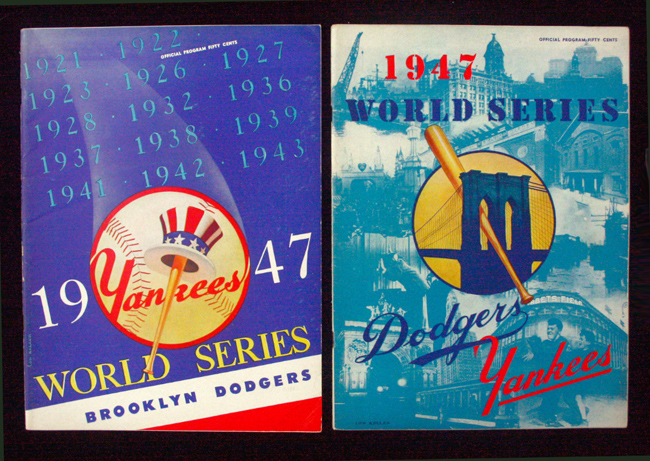 OFFICIAL PROGRAM FIFTY CENTS
1921 · 1922 ·
1923 · 1926 · 1927
1928 · 1932 · 1936
1937 · 1938 · 1939
1941 · 1942 · 1943
Yankees
19 47
WORLD SERIES
BROOKLYN DODGERS
OFFICIAL PROGRAM FIFTY CENTS
1947
WORLD SERIES
Dodgers
Yankees